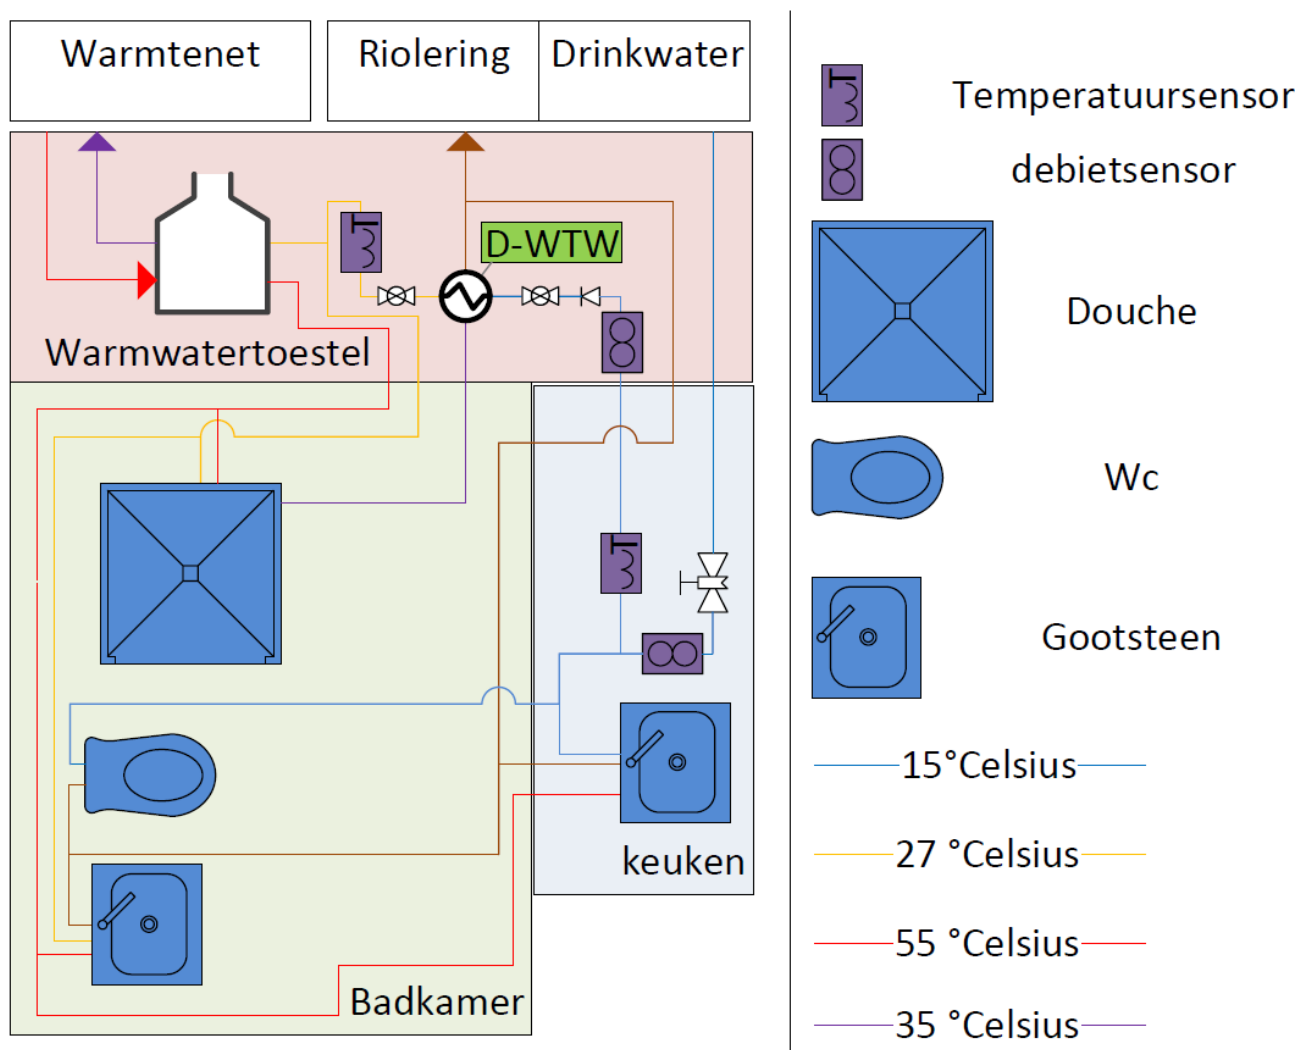 Warmtenet
Riolering
Drinkwater
D-WTW
Warmwatertoestel
keuken
Badkamer
Temperatuursensor
debietsensor
Douche
Wc
Gootsteen
15°Celsius
27 °Celsius
55 °Celsius
35 °Celsius